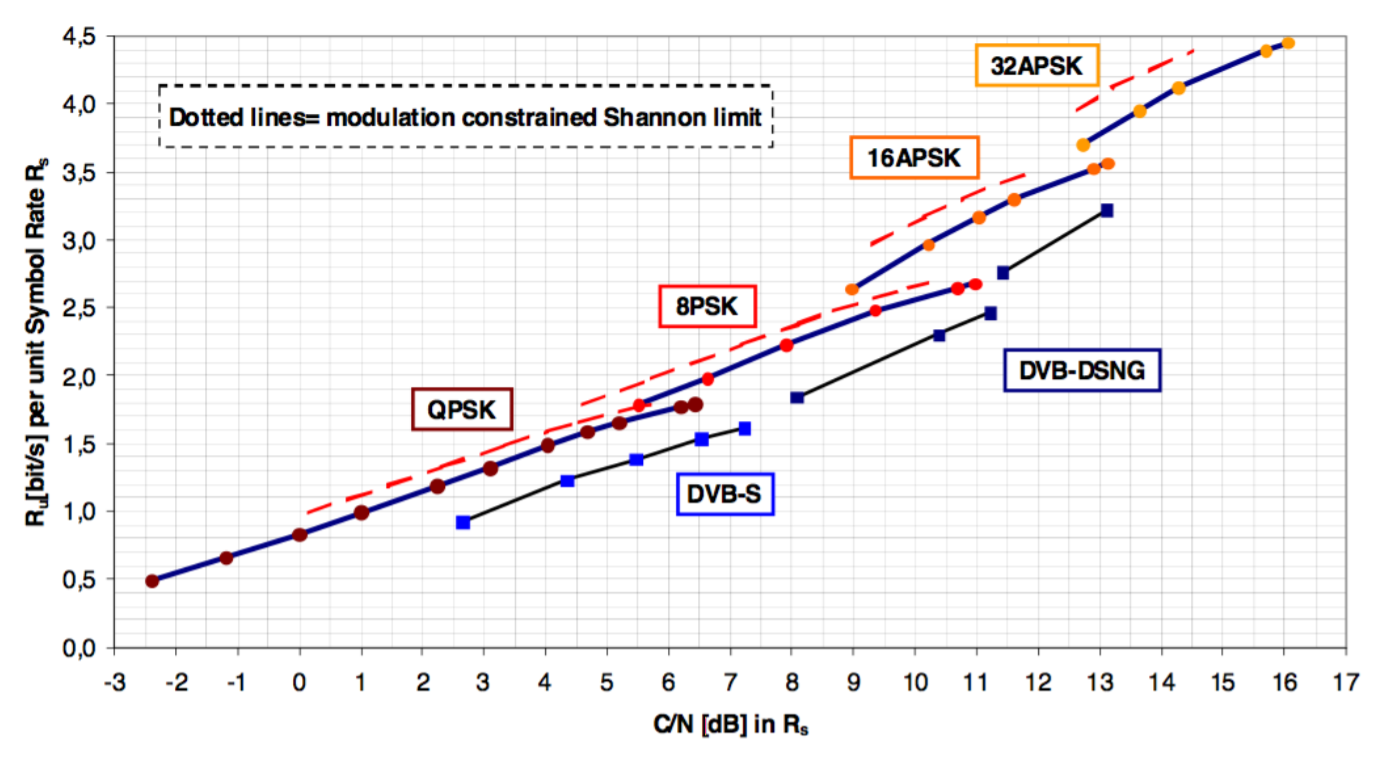 4,5
4,0
3,5
3,0
2,5
2,0
1,5
1,0
0,5
0,0
Ru[bit/s] per unit Symbol Rate Rs
Dotted lines= modulation constrained Shannon limit
32APSK
16APSK
8PSK
QPSK
DVB-DSNG
DVB-S
-3 -2 -1 0 1 2 3 4 5 6 7 8 9 10 11 12 13 14 15 16 17
C/N [dB] in Rs